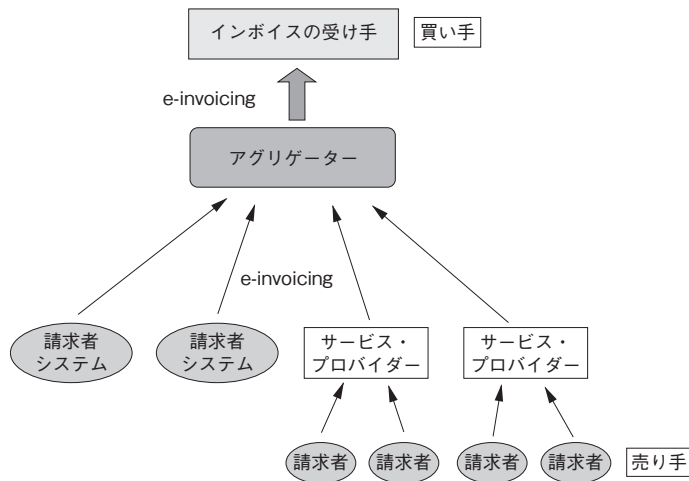 インボイスの受け手
買い手
e-invoicing
アグリゲーター
e-invoicing
請求者
システム
請求者
システム
サービス・
プロバイダー
サービス・
プロバイダー
請求者
請求者
請求者
請求者
売り手